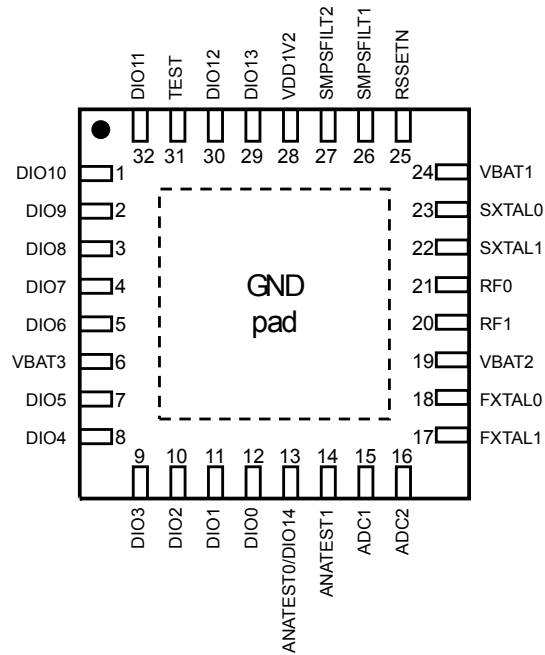 DIO11
TEST
DIO12
DIO13
VDD1V2
SMPSFILT2
SMPSFILT1
RSSETN
32 31 30 29 28 27 26 25
DIO10 1
DIO9 2
DIO8 3
DIO7 4
DIO6 5
VBAT3 6
DIO5 7
DIO4 8
GND
pad
24 VBAT1
23 SXTAL0
22 SXTAL1
21 RF0
20 RF1
19 VBAT2
18 FXTAL0
17 FXTAL1
9 10 11 12 13 14 15 16
DIO3
DIO2
DIO1
DIO0
ANATEST0/DIO14
ANATEST1
ADC1
ADC2